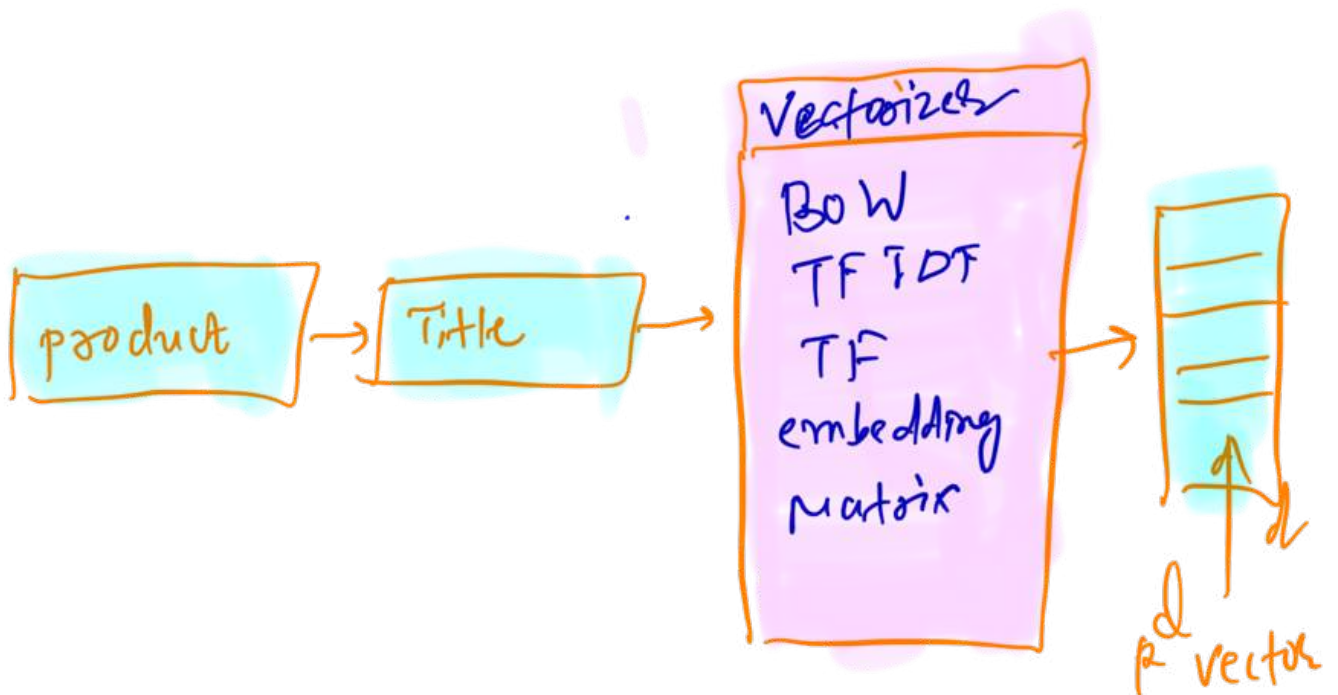 product
Title
Vectorizer
BOW
TF IDF
TF
embedding
Matrix
d
R^d vector